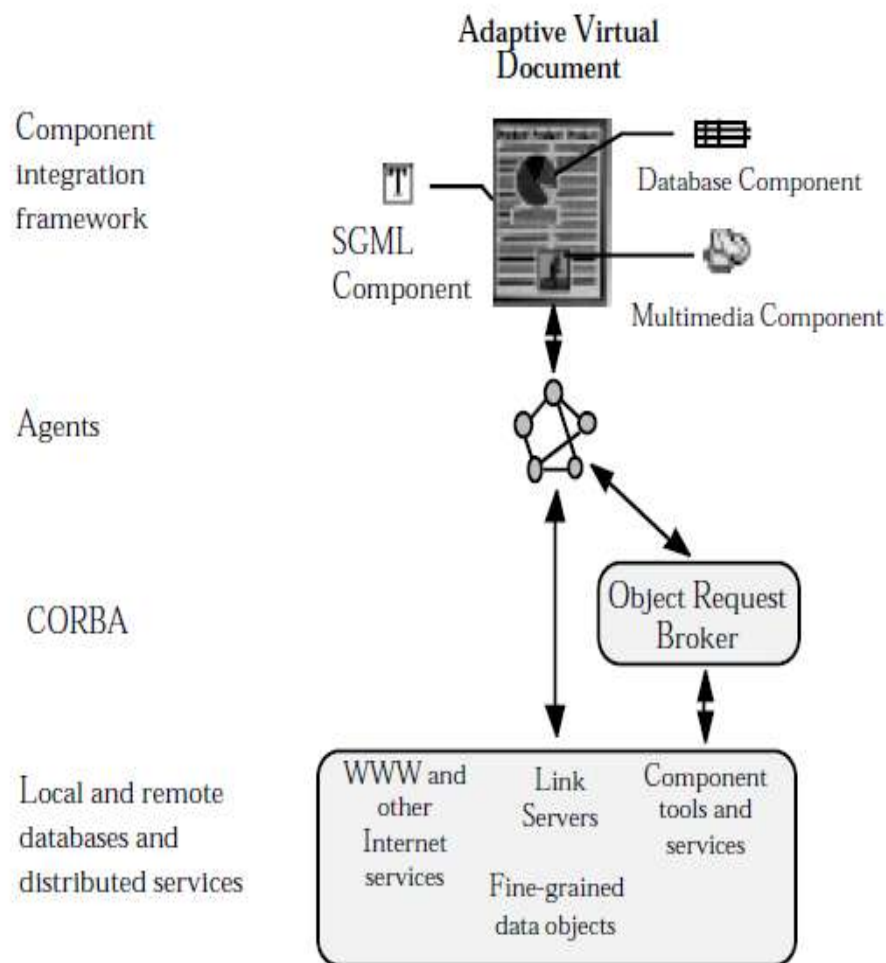 Adaptive Virtual
Document
Component
integration
framework
SGML
Component
Database Component
Multimedia Component
Agents
CORBA
Object Request
Broker
Local and remote
databases and
distributed services
WWW and
other
Internet
services
Link
Servers
Fine-grained
data objects
Component
tools and
services